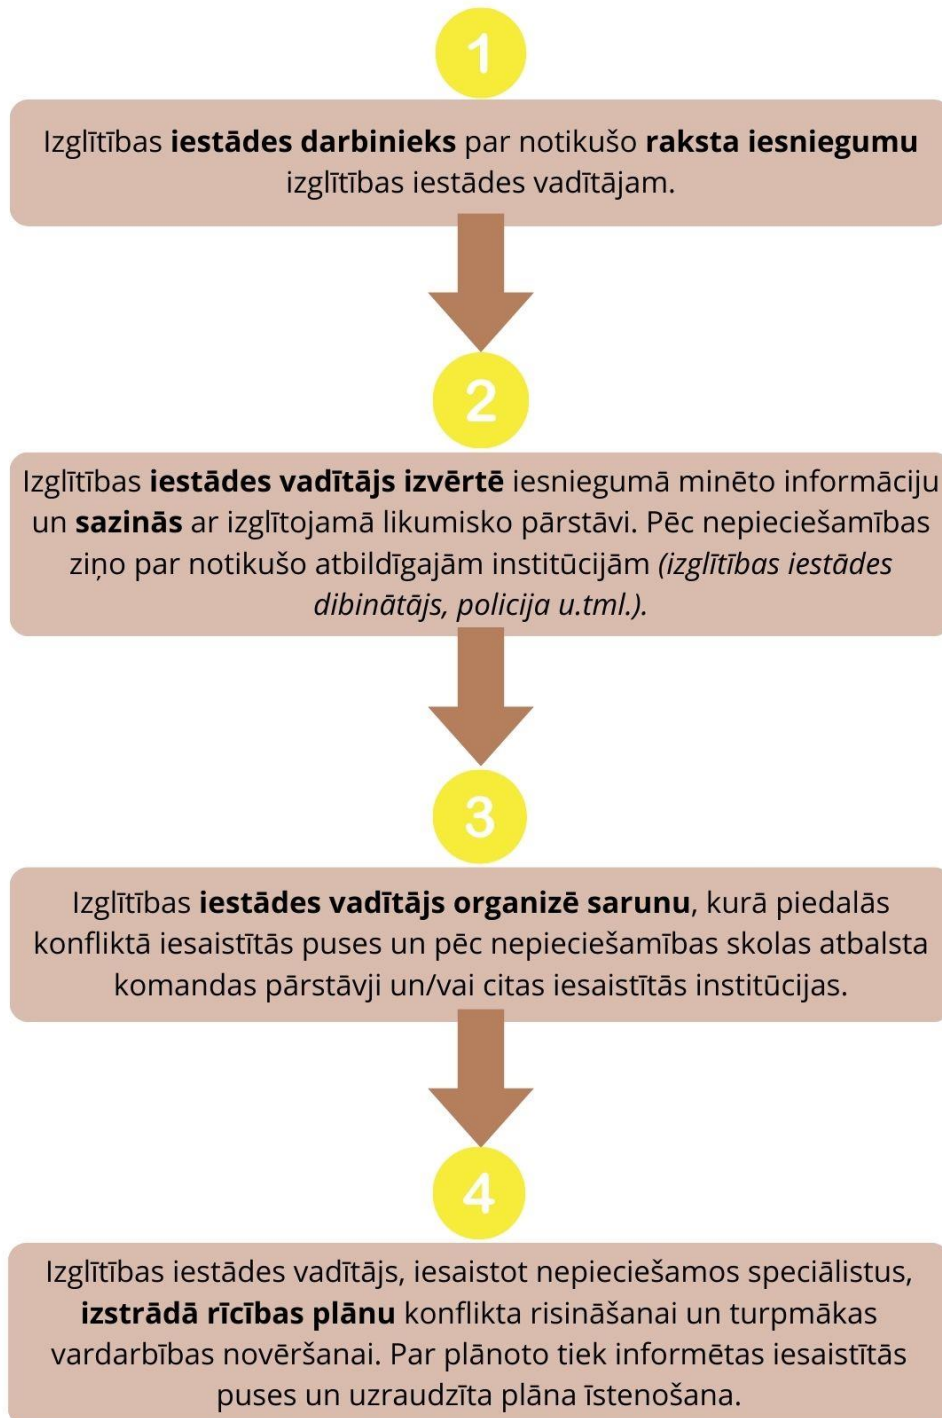 1
Izglītības iestādes darbinieks par notikušo raksta iesniegumu
izglītības iestādes vadītājam.
2
Izglītības iestādes vadītājs izvērtē iesniegumā minēto informāciju
un sazinās ar izglītojamā likumisko pārstāvi. Pēc nepieciešamības
ziņo par notikušo atbildīgajām institūcijām (izglītības iestādes
dibinātājs, policija u.tml.).
3
Izglītības iestādes vadītājs organizē sarunu, kurā piedalās
konfliktā iesaistītās puses un pēc nepieciešamības skolas atbalsta
komandas pārstāvji un/vai citas iesaistītās institūcijas.
4
Izglītības iestādes vadītājs, iesaistot nepieciešamos speciālistus,
izstrādā rīcības plānu konflikta risināšanai un turpmākas
vardarbības novēršanai. Par plānoto tiek informētas iesaistītās
puses un uzraudzīta plāna īstenošana.